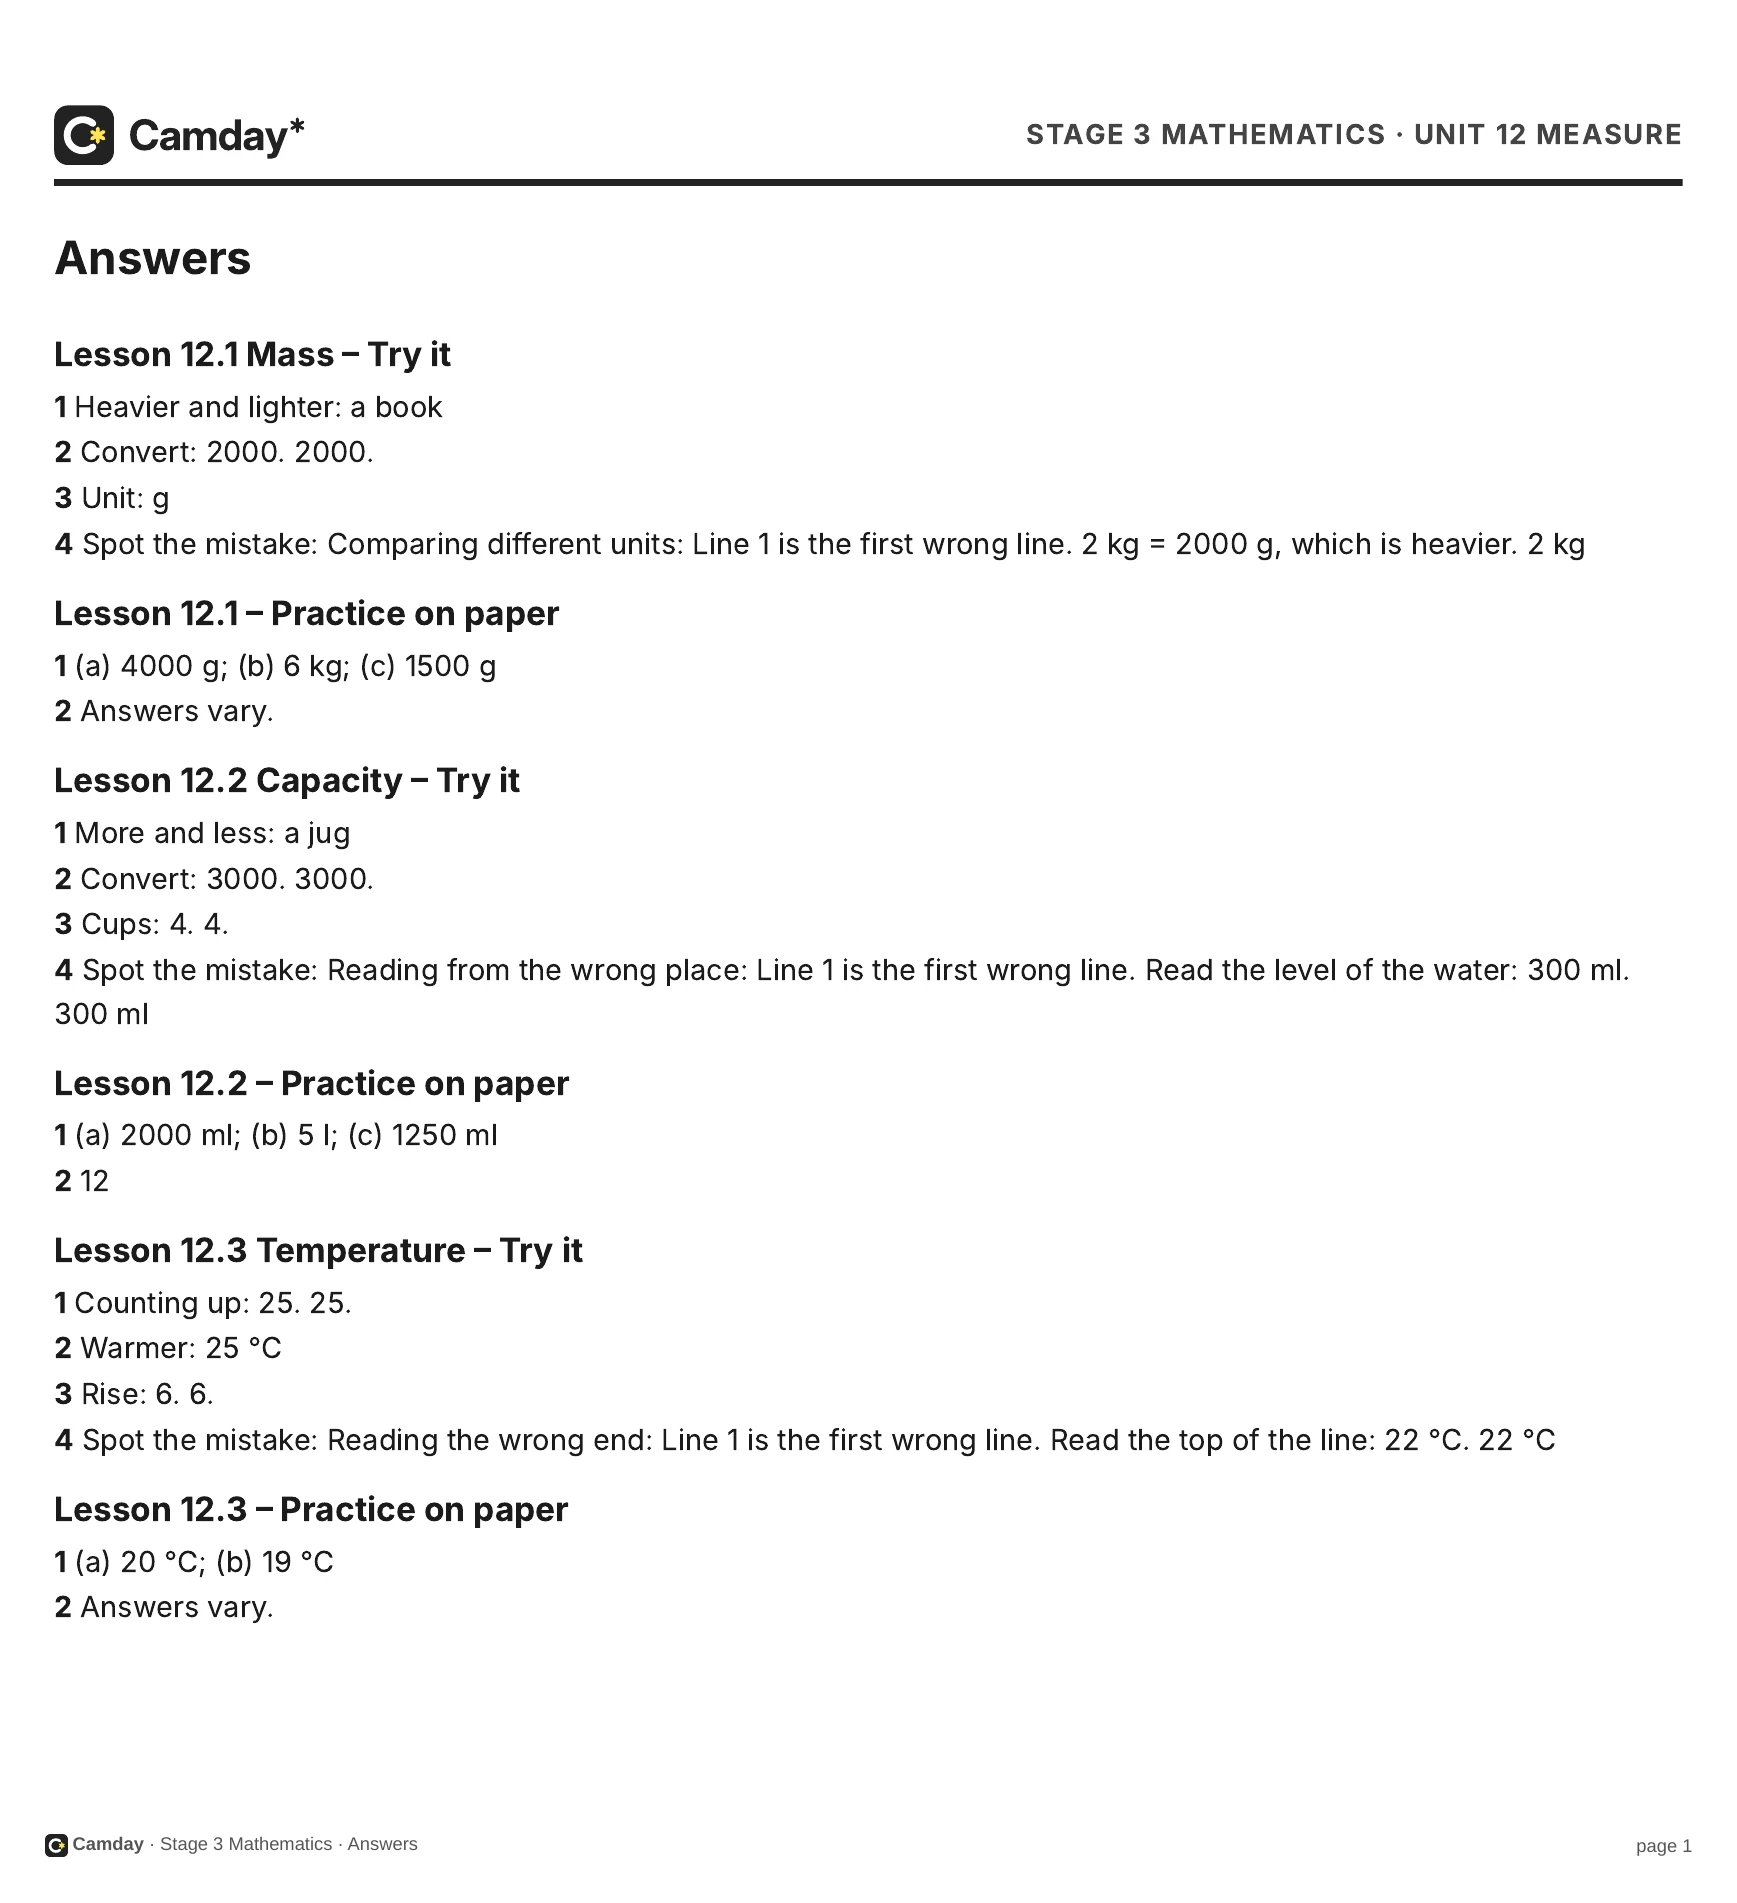 Camday*
STAGE 3 MATHEMATICS · UNIT 12 MEASURE
Answers
Lesson 12.1 Mass – Try it
1 Heavier and lighter: a book
2 Convert: 2000. 2000.
3 Unit: g
4 Spot the mistake: Comparing different units: Line 1 is the first wrong line. 2 kg = 2000 g, which is heavier. 2 kg
Lesson 12.1 – Practice on paper
1 (a) 4000 g; (b) 6 kg; (c) 1500 g
2 Answers vary.
Lesson 12.2 Capacity – Try it
1 More and less: a jug
2 Convert: 3000. 3000.
3 Cups: 4. 4.
4 Spot the mistake: Reading from the wrong place: Line 1 is the first wrong line. Read the level of the water: 300 ml.
300 ml
Lesson 12.2 – Practice on paper
1 (a) 2000 ml; (b) 5 l; (c) 1250 ml
2 12
Lesson 12.3 Temperature – Try it
1 Counting up: 25. 25.
2 Warmer: 25 °C
3 Rise: 6. 6.
4 Spot the mistake: Reading the wrong end: Line 1 is the first wrong line. Read the top of the line: 22 °C. 22 °C
Lesson 12.3 – Practice on paper
1 (a) 20 °C; (b) 19 °C
2 Answers vary.
Camday · Stage 3 Mathematics · Answers
page 1